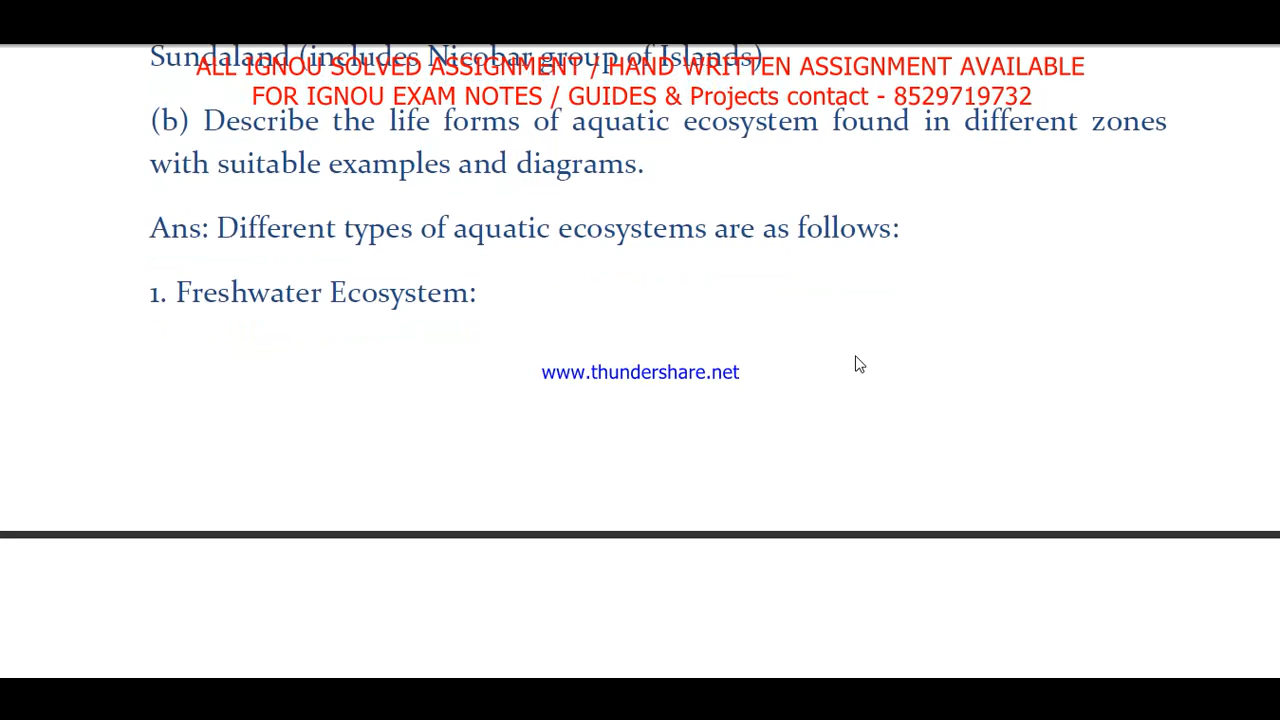 Sundaland (includes Nicobar group of Islands)
ALL IGNOU SOLVED ASSIGNMENT / HAND WRITTEN ASSIGNMENT AVAILABLE
FOR IGNOU EXAM NOTES / GUIDES & Projects contact - 8529719732
(b) Describe the life forms of aquatic ecosystem found in different zones
with suitable examples and diagrams.
Ans: Different types of aquatic ecosystems are as follows:
1. Freshwater Ecosystem:
www.thundershare.net